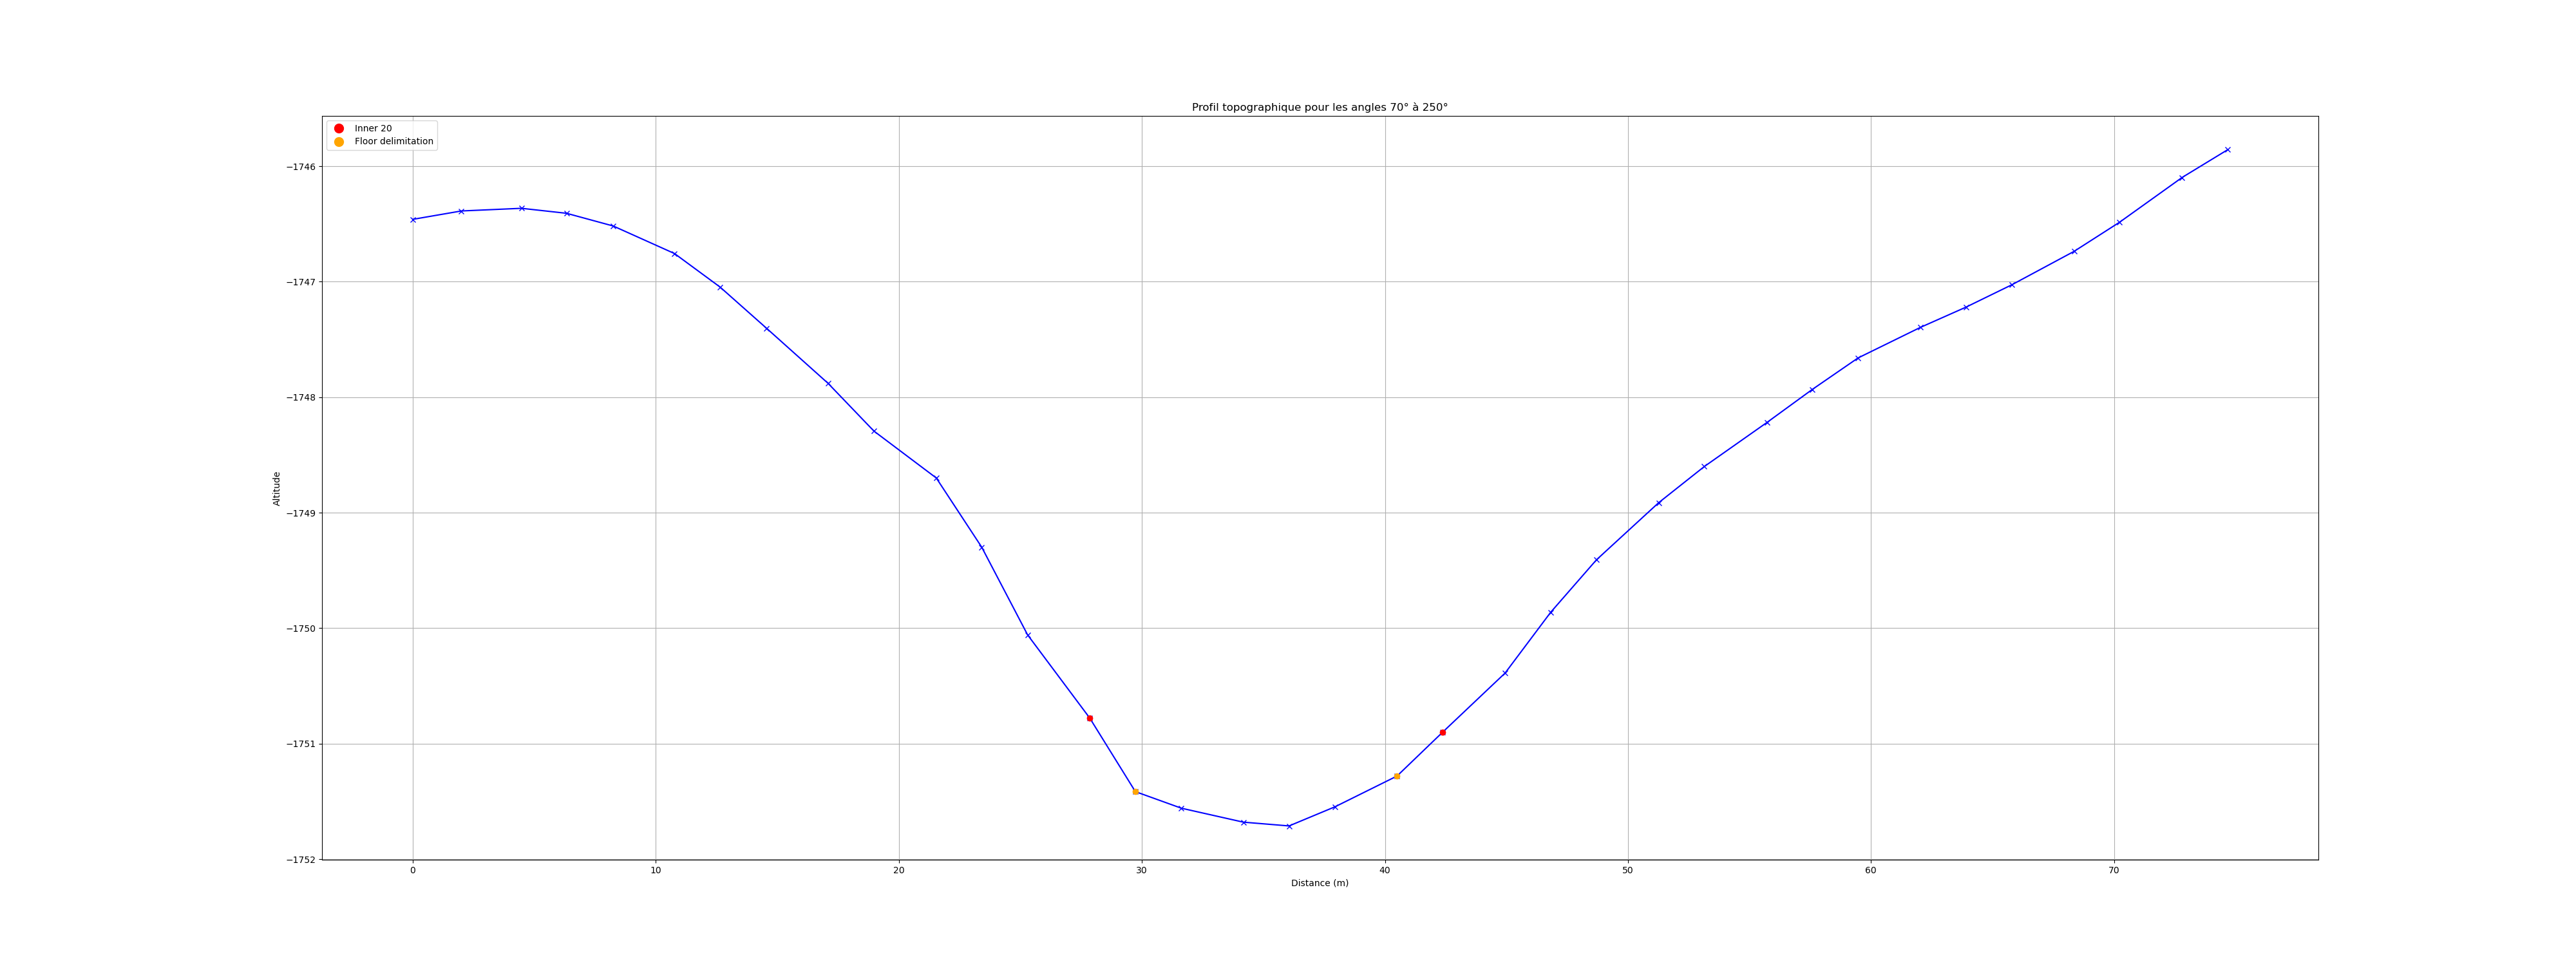 Profil topographique pour les angles 70° à 250°
Inner 20
Floor delimitation
−1746
−1747
−1748
−1749
−1750
−1751
−1752
Altitude
0 10 20 30 40 50 60 70
Distance (m)